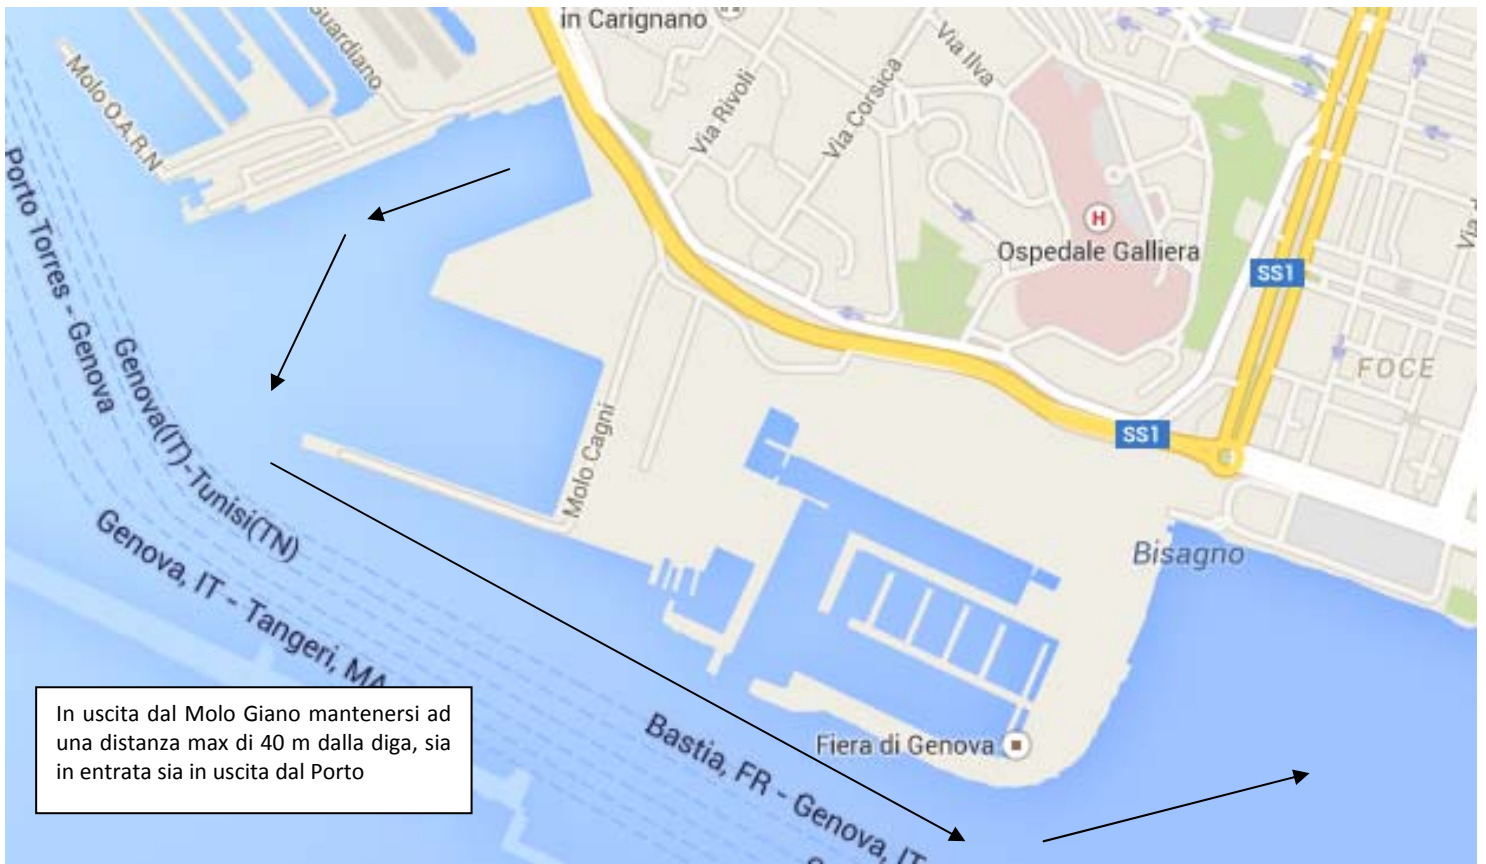 in Carignano
Guardiano
Molo O.A.R.N
Via Rivoli
Via Corsica
Via Ilva
Ospedale Galliera
H
SS1
Via
FOCE
SS1
Porto Torres - Genova
Genova(IT)-Tunisi(TN)
Genova, IT - Tangeri, MA
Molo Cagni
Bisagno
Bastia, FR - Genova, IT
Fiera di Genova
In uscita dal Molo Giano mantenersi ad
una distanza max di 40 m dalla diga, sia
in entrata sia in uscita dal Porto